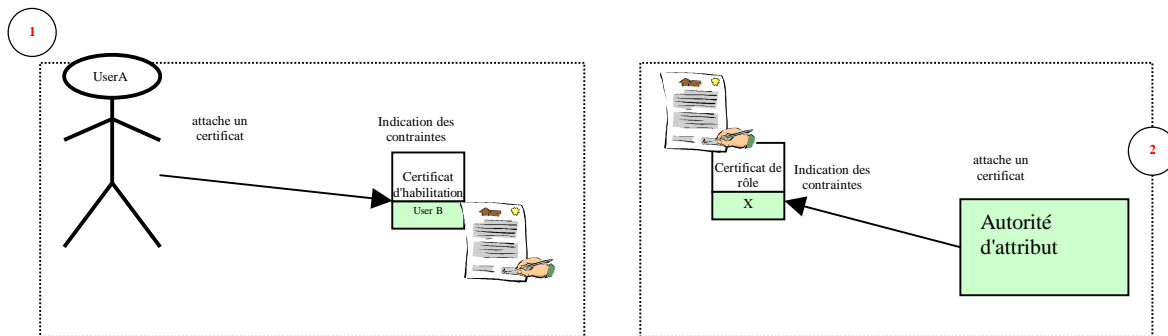 1
UserA
attache un
certificat
Indication des
contraintes
Certificat
d'habilitation
User B
2
Certificat de
rôle
X
Indication des
contraintes
attache un
certificat
Autorité
d'attribut